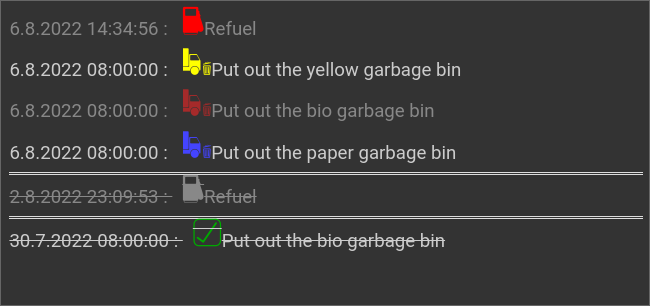 6.8.2022 14:34:56 : Refuel
6.8.2022 08:00:00 : Put out the yellow garbage bin
6.8.2022 08:00:00 : Put out the bio garbage bin
6.8.2022 08:00:00 : Put out the paper garbage bin
2.8.2022 23:09:53 : Refuel
30.7.2022 08:00:00 : Put out the bio garbage bin